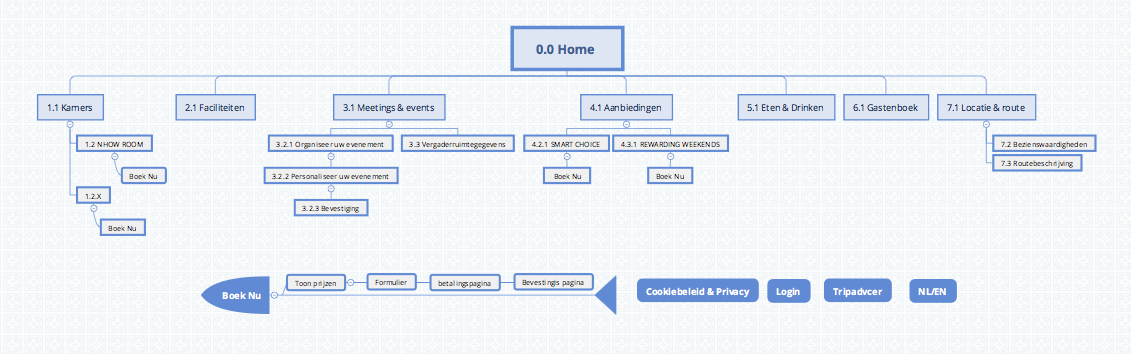 0.0 Home
1.1 Kamers
2.1 Faciliteiten
3.1 Meetings & events
4.1 Aanbiedingen
5.1 Eten & Drinken
6.1 Gastenboek
7.1 Locatie & route
1.2 NHOW ROOM
3.2.1 Organiseer uw evenement
3.3 Vergaderruimtegegevens
4.2.1 SMART CHOICE
4.3.1 REWARDING WEEKENDS
7.2 Bezienswaardigheden
7.3 Routebeschrijving
Boek Nu
3.2.2 Personaliseer uw evenement
Boek Nu
Boek Nu
1.2.X
3.2.3 Bevestiging
Boek Nu
Boek Nu
Toon prijzen
Formulier
betalingspagina
Bevestingis pagina
Cookiebeleid & Privacy
Login
Tripadvcer
NL/EN